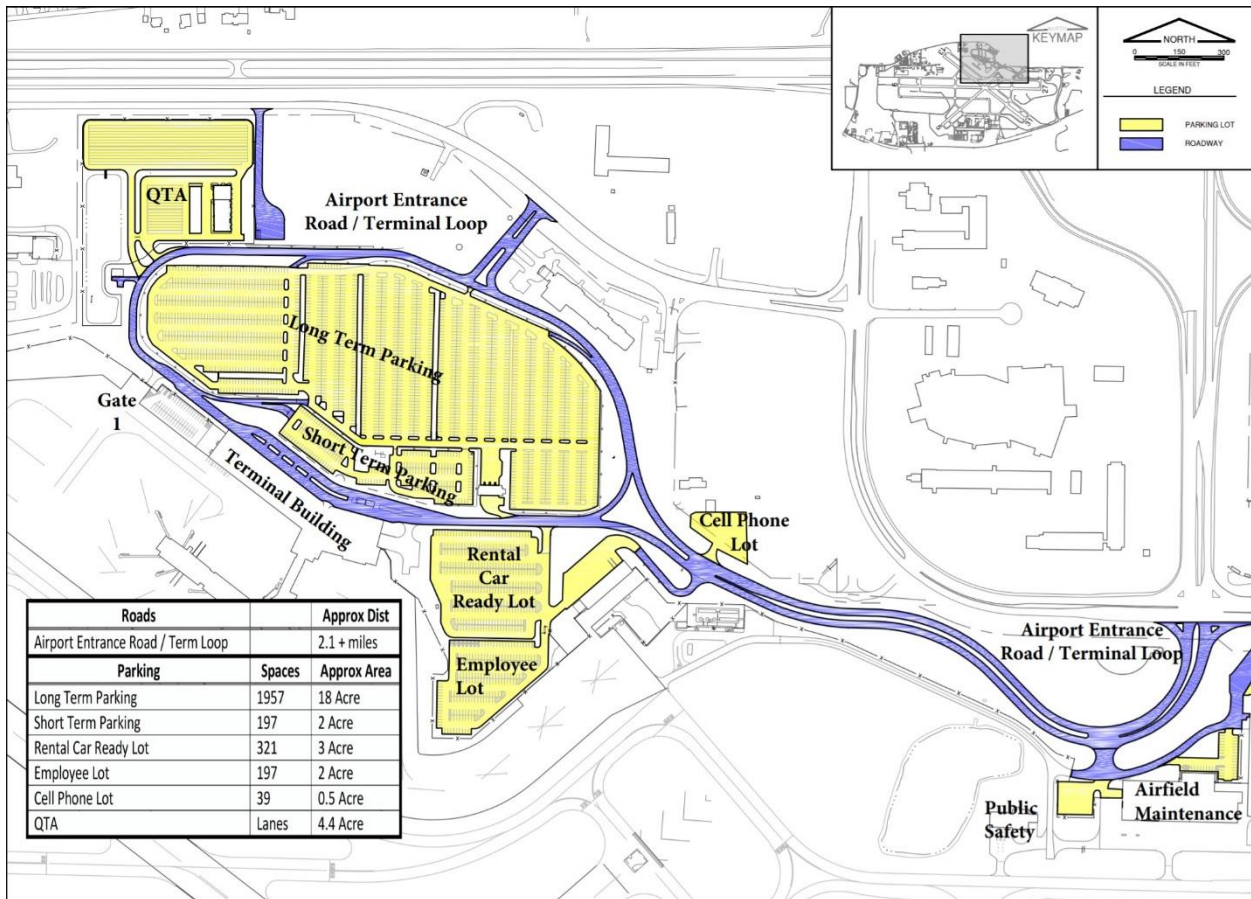 KEYMAP
27
NORTH
0 150 300
SCALE IN FEET
LEGEND
PARKING LOT
ROADWAY
QTA
Airport Entrance
Road / Terminal Loop
Long Term Parking
Gate
1
Short Term Parking
Terminal Building
Cell Phone
Lot
Rental
Car
Ready Lot
Employee
Lot
Airport Entrance
Road / Terminal Loop
Public
Safety
Airfield
Maintenance
Roads Approx Dist
Airport Entrance Road / Term Loop 2.1 + miles
Parking Spaces Approx Area
Long Term Parking 1957 18 Acre
Short Term Parking 197 2 Acre
Rental Car Ready Lot 321 3 Acre
Employee Lot 197 2 Acre
Cell Phone Lot 39 0.5 Acre
QTA Lanes 4.4 Acre